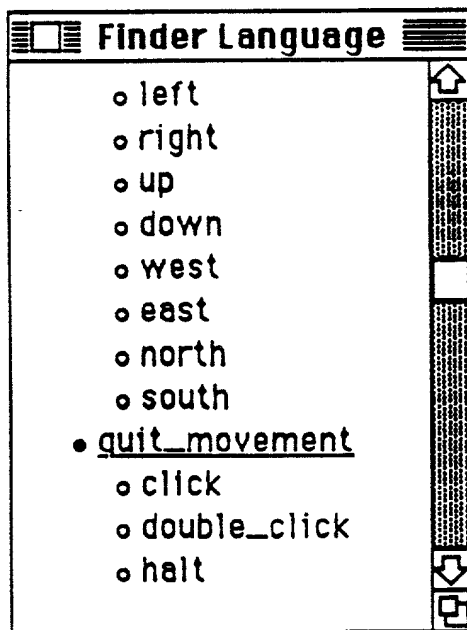 Finder Language
left
right
up
down
west
east
north
south
quit_movement
click
double_click
halt